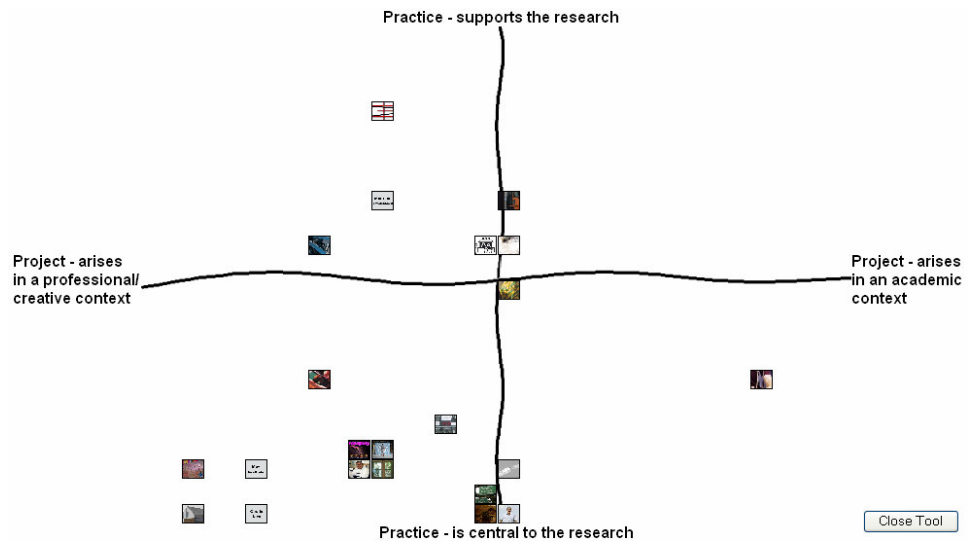 Practice - supports the research
Project - arises
in a professional/
creative context
Project - arises
in an academic
context
Practice - is central to the research
Close Tool